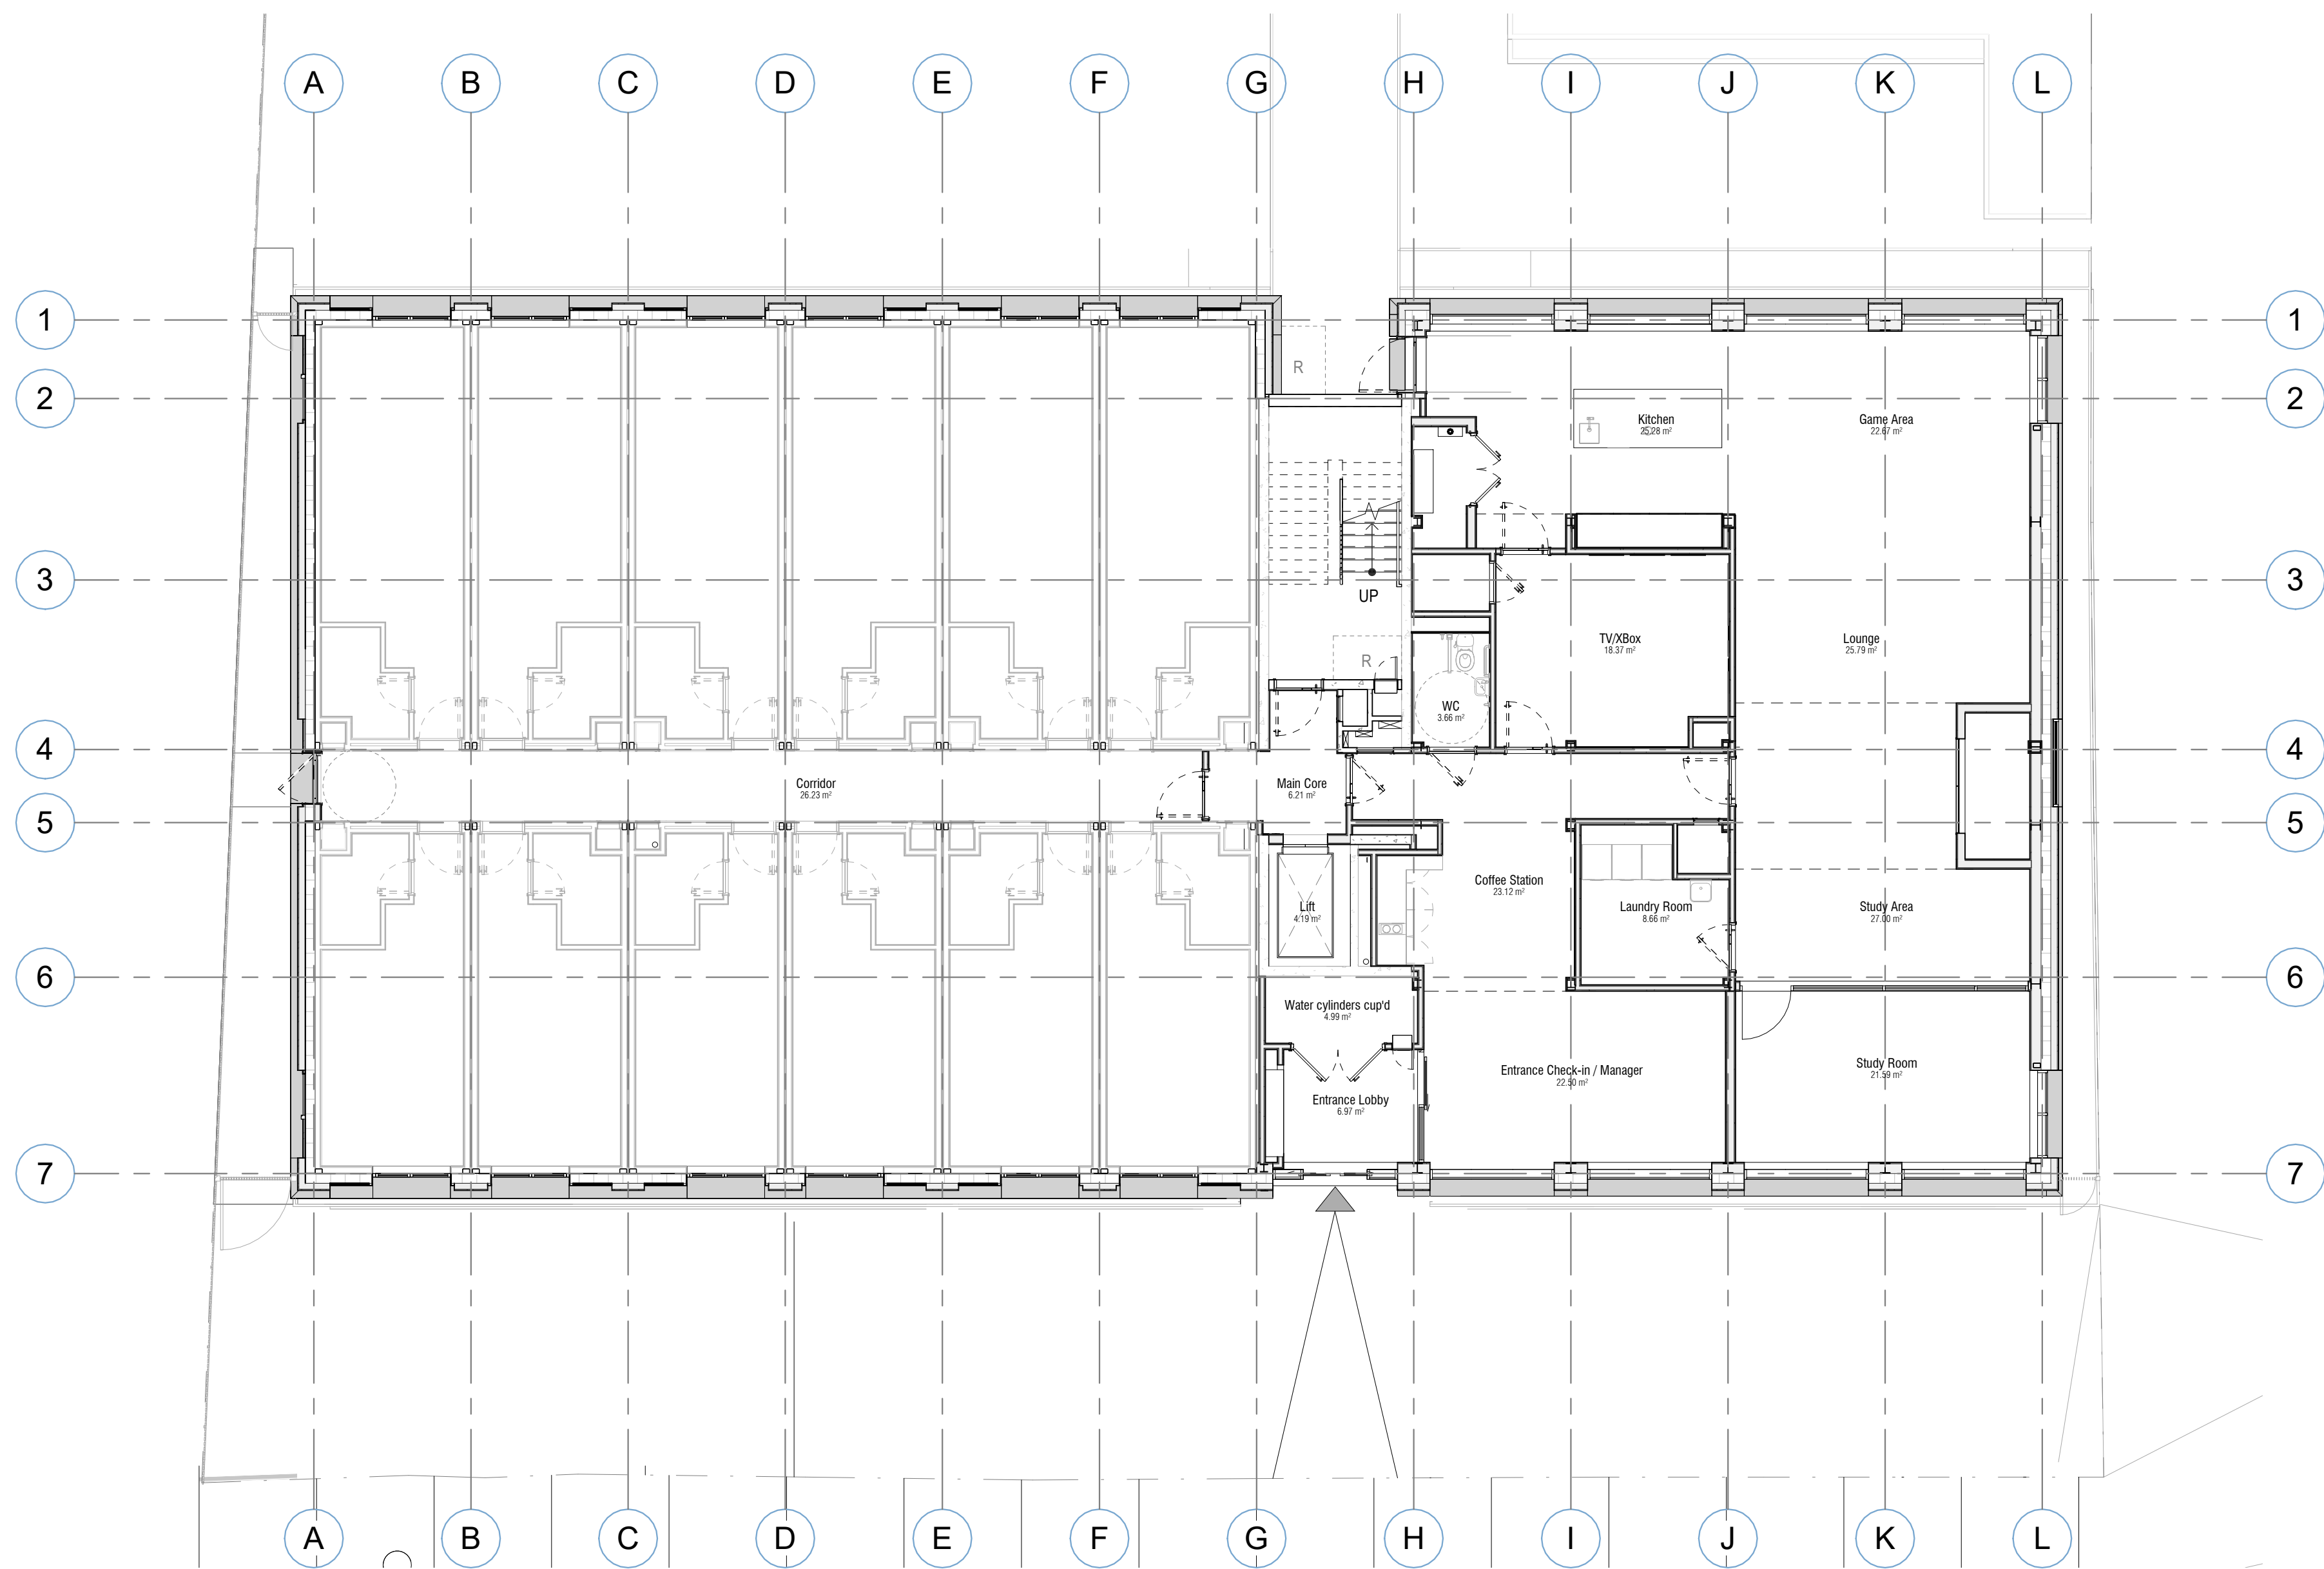 A B C D E F G H I J K L
1 1
R
2 2
Kitchen Game Area
25.28 m² 22.67 m²
3 3
UP
TV/XBox Lounge
18.37 m² 25.79 m²
R
WC
3.66 m²
4 4
Corridor Main Core
26.23 m² 6.21 m²
5 5
Coffee Station
23.12 m²
Lift Laundry Room Study Area
4.19 m² 8.66 m² 27.00 m²
6 6
Water cylinders cup'd
4.99 m²
Entrance Check-in / Manager Study Room
22.50 m² 21.59 m²
Entrance Lobby
6.97 m²
7 7
A B C D E F G H I J K L